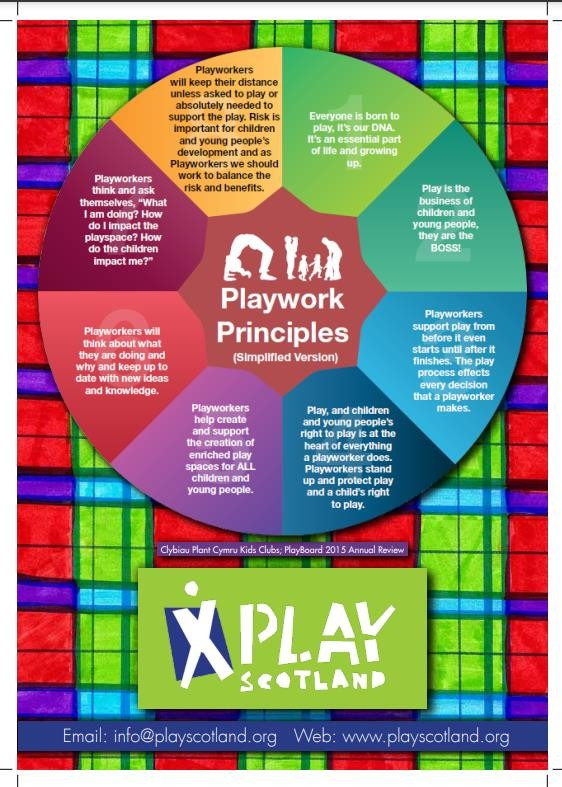 Everyone is born to
play, it's our DNA.
It's an essential part
of life and growing
up.
Play is the
business of
children and
young people,
they are the
BOSS!
Playworkers
support play from
before it even
starts until after it
finishes. The play
process effects
every decision
that a playworker
makes.
Play, and children
and young people's
right to play is at the
heart of everything
a playworker does.
Playworkers stand
up and protect play
and a child's right
to play.
Playworkers
help create
and support
the creation of
enriched play
spaces for ALL
children and
young people.
Playworkers will
think about what
they are doing and
why and keep up to
date with new ideas
and knowledge.
Playworkers
think and ask
themselves, "What
I am doing? How
do I impact the
playspace? How
do the children
impact me?"
Playworkers
will keep their distance
unless asked to play or
absolutely needed to
support the play. Risk is
important for children
and young people's
development and as
Playworkers we should
work to balance the
risk and benefits.
Playwork
Principles
(Simplified Version)
Clybiau Plant Cymru Kids Clubs; PlayBoard 2015 Annual Review
PLAY
SCOTLAND
Email: info@playscotland.org Web: www.playscotland.org